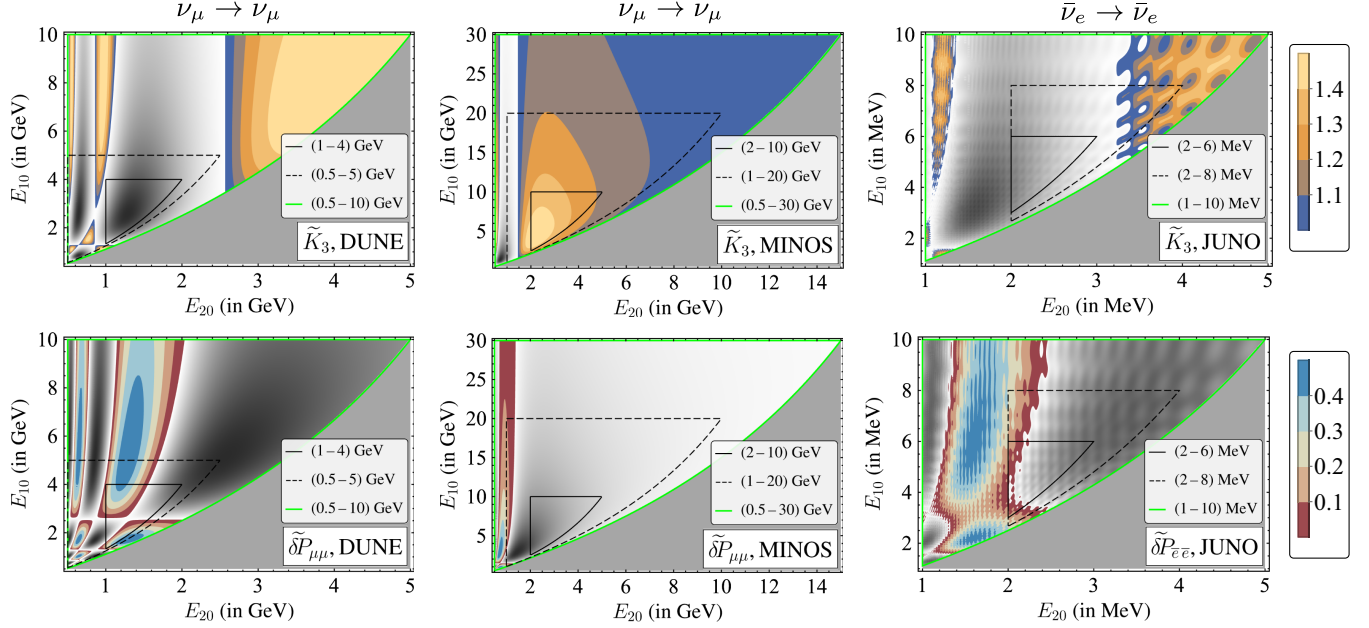 ν_μ → ν_μ
ν_μ → ν_μ
ν̄_e → ν̄_e
E₁₀ (in GeV)
10
8
6
4
2
(1−4) GeV
(0.5−5) GeV
(0.5−10) GeV
K̃₃, DUNE
1
2
3
4
5
E₂₀ (in GeV)
E₁₀ (in GeV)
30
25
20
15
10
5
(2−10) GeV
(1−20) GeV
(0.5−30) GeV
K̃₃, MINOS
2
4
6
8
10
12
14
E₂₀ (in GeV)
E₁₀ (in MeV)
10
8
6
4
2
(2−6) MeV
(2−8) MeV
(1−10) MeV
K̃₃, JUNO
1
2
3
4
5
E₂₀ (in MeV)
1.4
1.3
1.2
1.1
E₁₀ (in GeV)
10
8
6
4
2
(1−4) GeV
(0.5−5) GeV
(0.5−10) GeV
δ̃P_μμ, DUNE
1
2
3
4
5
E₂₀ (in GeV)
E₁₀ (in GeV)
30
25
20
15
10
5
(2−10) GeV
(1−20) GeV
(0.5−30) GeV
δ̃P_μμ, MINOS
2
4
6
8
10
12
14
E₂₀ (in GeV)
E₁₀ (in MeV)
10
8
6
4
2
(2−6) MeV
(2−8) MeV
(1−10) MeV
δ̃P_ēē, JUNO
1
2
3
4
5
E₂₀ (in MeV)
0.4
0.3
0.2
0.1